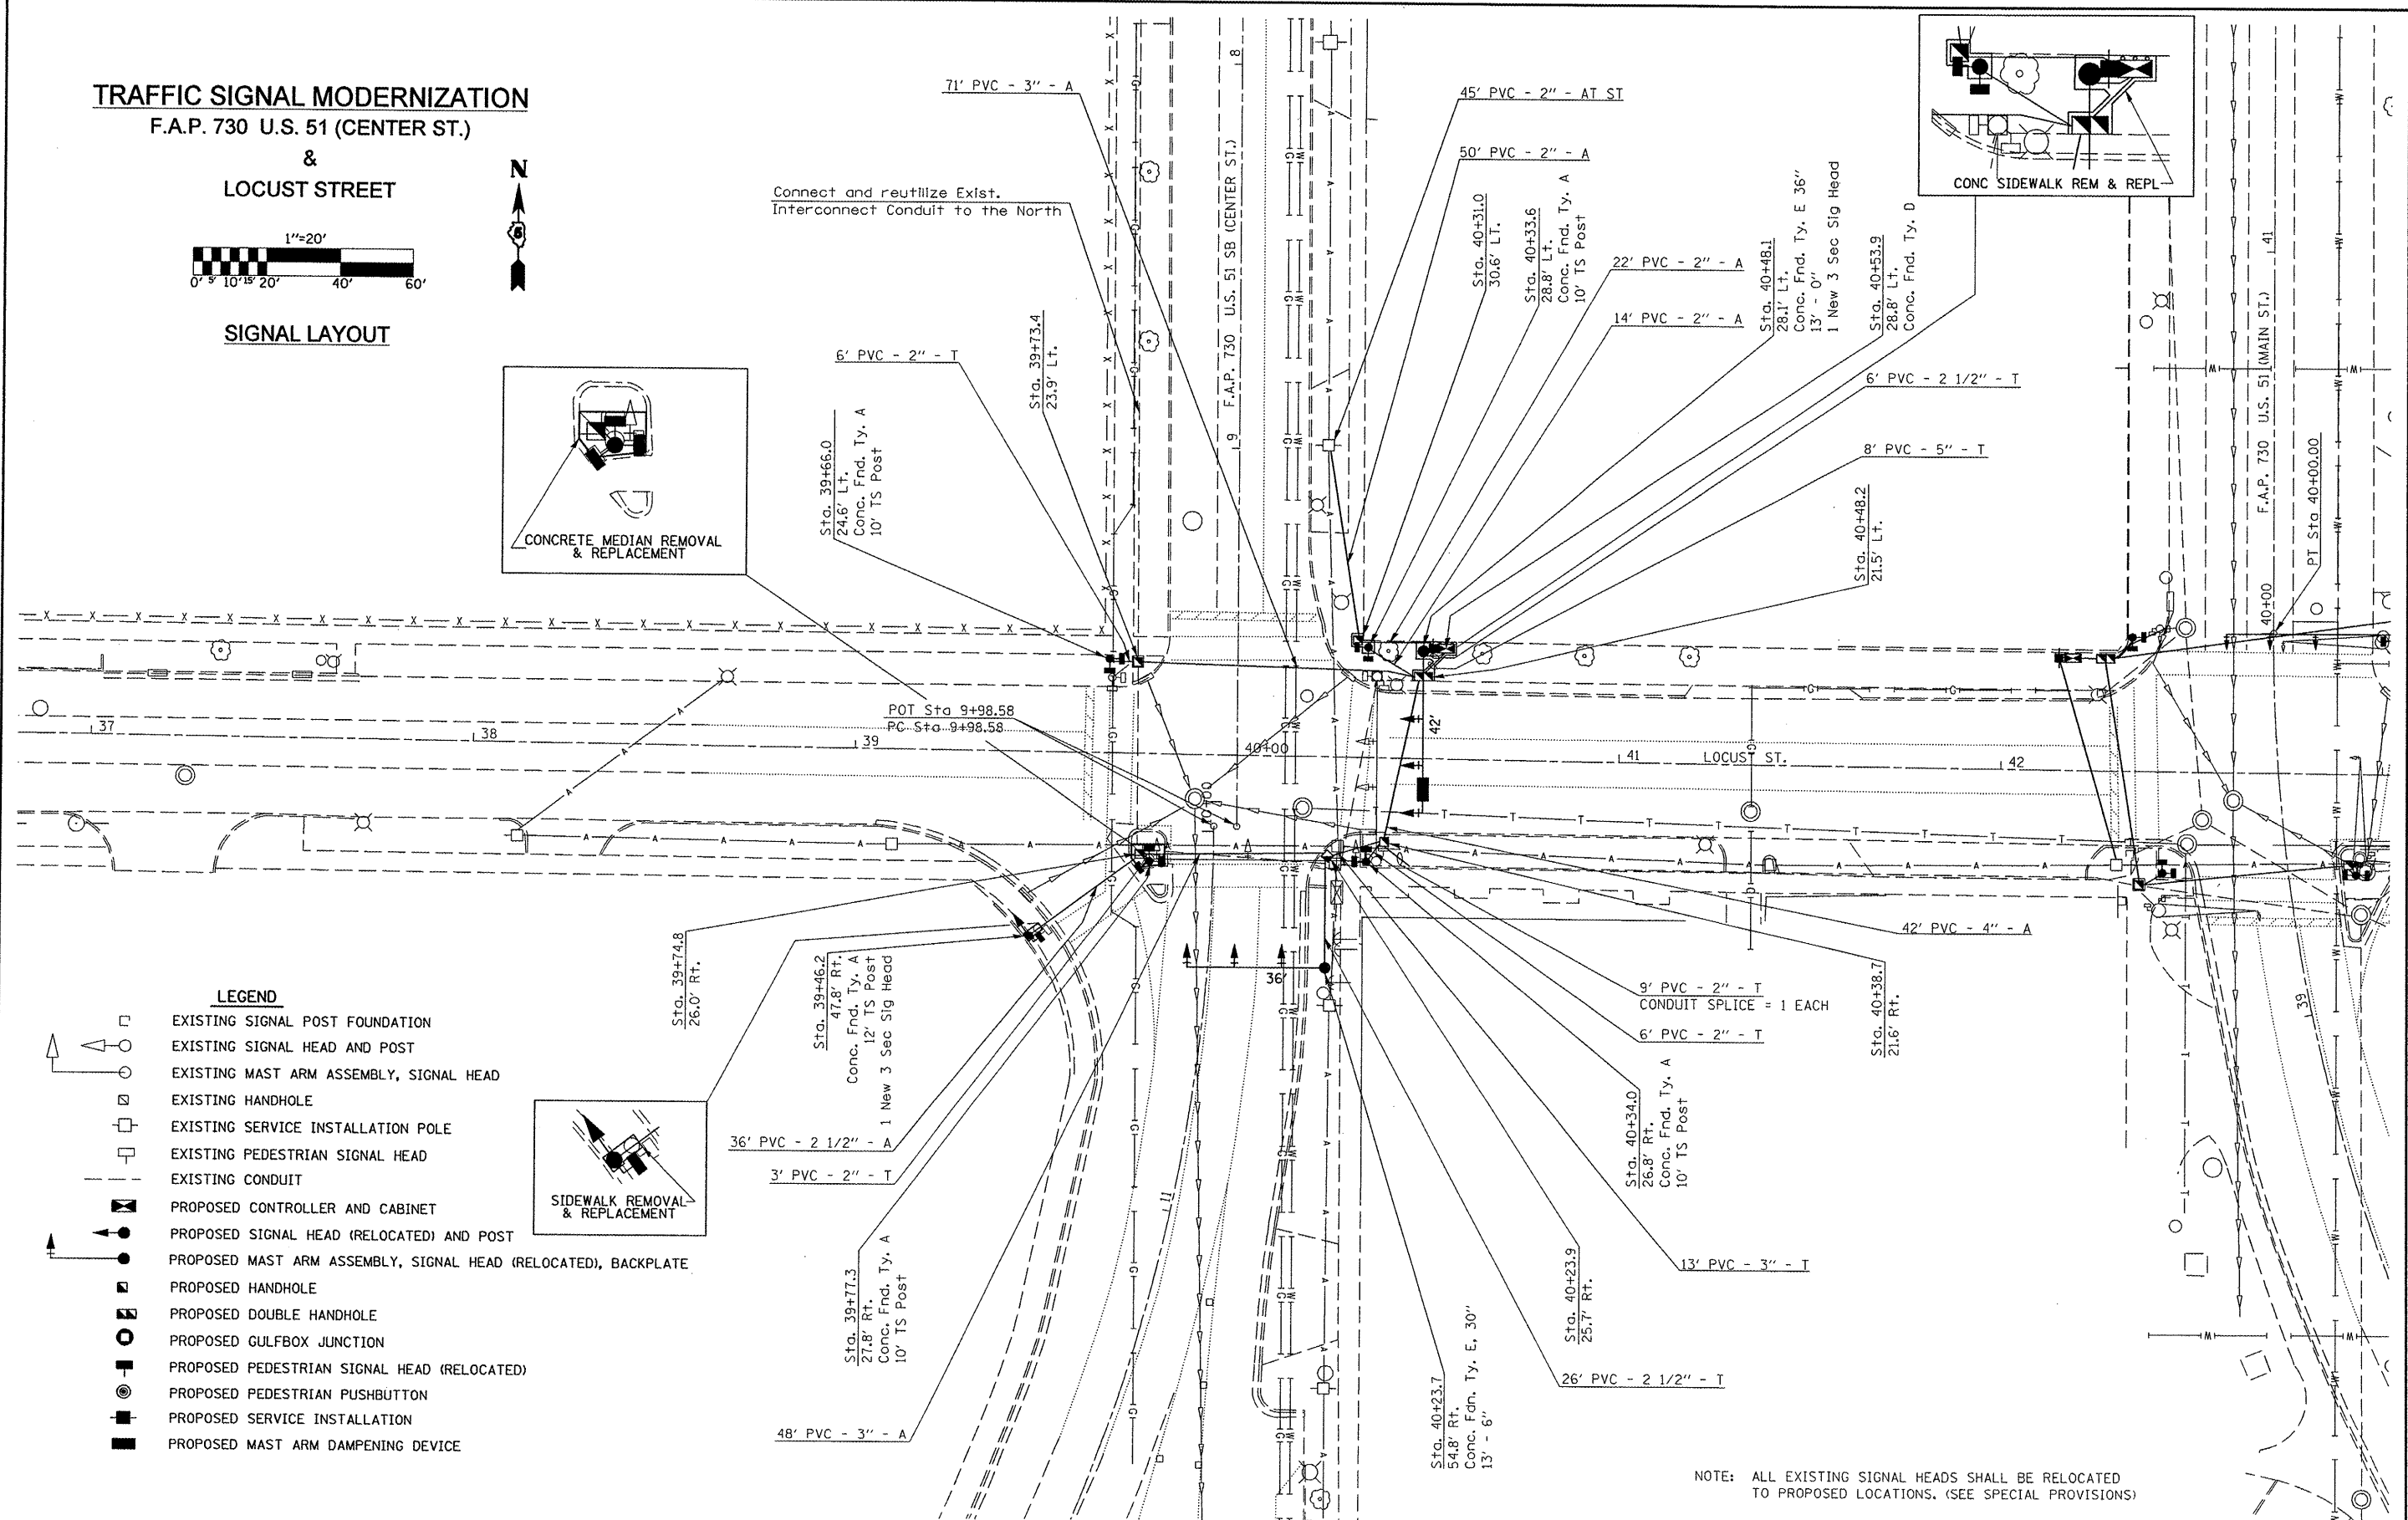 TRAFFIC SIGNAL MODERNIZATION
F.A.P. 730 U.S. 51 (CENTER ST.)
&
LOCUST STREET
N
5
1"=20'
0' 5' 10' 15' 20' 40' 60'
SIGNAL LAYOUT
CONCRETE MEDIAN REMOVAL
& REPLACEMENT
71' PVC - 3" - A
Connect and reutilize Exist.
Interconnect Conduit to the North
6' PVC - 2" - T
Sta. 39+73.4
23.9' Lt.
Sta. 39+66.0
24.6' Lt.
Conc. Fnd. Ty. A
10' TS Post
F.A.P. 730 U.S. 51 SB (CENTER ST.)
8
9
45' PVC - 2" - AT ST
50' PVC - 2" - A
Sta. 40+31.0
30.6' LT.
Sta. 40+33.6
28.8' Lt.
Conc. Fnd. Ty. A
10' TS Post
22' PVC - 2" - A
14' PVC - 2" - A
Sta. 40+48.1
28.1' Lt.
Conc. Fnd. Ty. E 36"
13' - 0"
1 New 3 Sec Sig Head
Sta. 40+53.9
28.8' Lt.
Conc. Fnd. Ty. D
CONC SIDEWALK REM & REPL
6' PVC - 2 1/2" - T
8' PVC - 5" - T
Sta. 40+48.2
21.5' Lt.
F.A.P. 730 U.S. 51 (MAIN ST.)
41
40+00
PT Sta 40+00.00
39
POT Sta 9+98.58
PC Sta 9+98.58
37
38
39
40+00
10+00
41
LOCUST ST.
42
42'
36'
11
Sta. 39+74.8
26.0' Rt.
Sta. 39+46.2
47.8' Rt.
Conc. Fnd. Ty. A
12' TS Post
1 New 3 Sec Sig Head
36' PVC - 2 1/2" - A
3' PVC - 2" - T
Sta. 39+77.3
27.8' Rt.
Conc. Fnd. Ty. A
10' TS Post
48' PVC - 3" - A
SIDEWALK REMOVAL
& REPLACEMENT
42' PVC - 4" - A
9' PVC - 2" - T
CONDUIT SPLICE = 1 EACH
6' PVC - 2" - T
Sta. 40+38.7
21.6' Rt.
Sta. 40+34.0
26.8' Rt.
Conc. Fnd. Ty. A
10' TS Post
13' PVC - 3" - T
Sta. 40+23.9
25.7' Rt.
26' PVC - 2 1/2" - T
Sta. 40+23.7
54.8' Rt.
Conc. Fdn. Ty. E, 30"
13' - 6"
LEGEND
EXISTING SIGNAL POST FOUNDATION
EXISTING SIGNAL HEAD AND POST
EXISTING MAST ARM ASSEMBLY, SIGNAL HEAD
EXISTING HANDHOLE
EXISTING SERVICE INSTALLATION POLE
EXISTING PEDESTRIAN SIGNAL HEAD
EXISTING CONDUIT
PROPOSED CONTROLLER AND CABINET
PROPOSED SIGNAL HEAD (RELOCATED) AND POST
PROPOSED MAST ARM ASSEMBLY, SIGNAL HEAD (RELOCATED), BACKPLATE
PROPOSED HANDHOLE
PROPOSED DOUBLE HANDHOLE
PROPOSED GULFBOX JUNCTION
PROPOSED PEDESTRIAN SIGNAL HEAD (RELOCATED)
PROPOSED PEDESTRIAN PUSHBUTTON
PROPOSED SERVICE INSTALLATION
PROPOSED MAST ARM DAMPENING DEVICE
NOTE: ALL EXISTING SIGNAL HEADS SHALL BE RELOCATED
TO PROPOSED LOCATIONS. (SEE SPECIAL PROVISIONS)